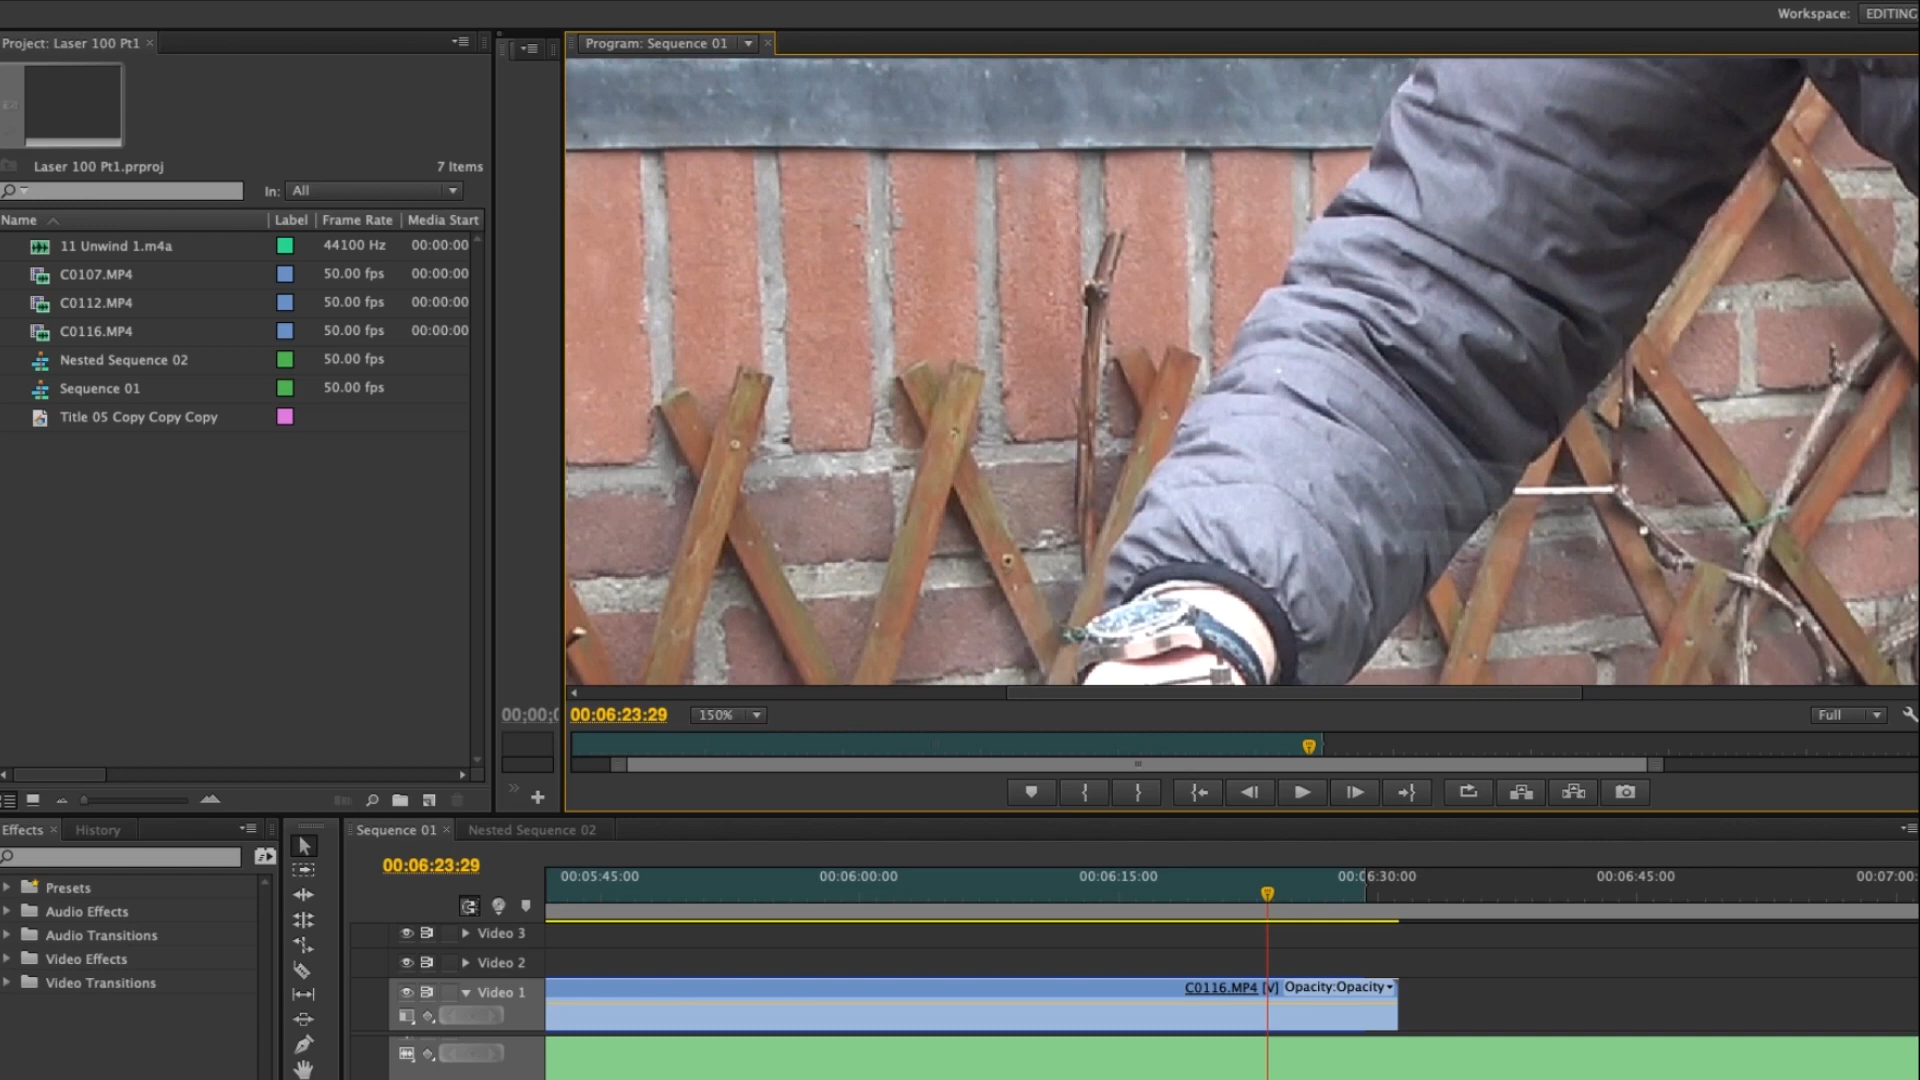 Workspace: EDITING
Project: Laser 100 Pt1
Program: Sequence 01
Laser 100 Pt1.prproj 7 Items
In: All
Name Label Frame Rate Media Start
11 Unwind 1.m4a 44100 Hz 00:00:00
C0107.MP4 50.00 fps 00:00:00
C0112.MP4 50.00 fps 00:00:00
C0116.MP4 50.00 fps 00:00:00
Nested Sequence 02 50.00 fps
Sequence 01 50.00 fps
Title 05 Copy Copy Copy
00;00;0 00:06:23:29 150% Full
Effects History
Sequence 01 Nested Sequence 02
00:06:23:29
00:05:45:00 00:06:00:00 00:06:15:00 00:06:30:00 00:06:45:00 00:07:00:
Presets
Audio Effects
Audio Transitions
Video Effects
Video Transitions
Video 3
Video 2
Video 1 C0116.MP4 [V] Opacity:Opacity